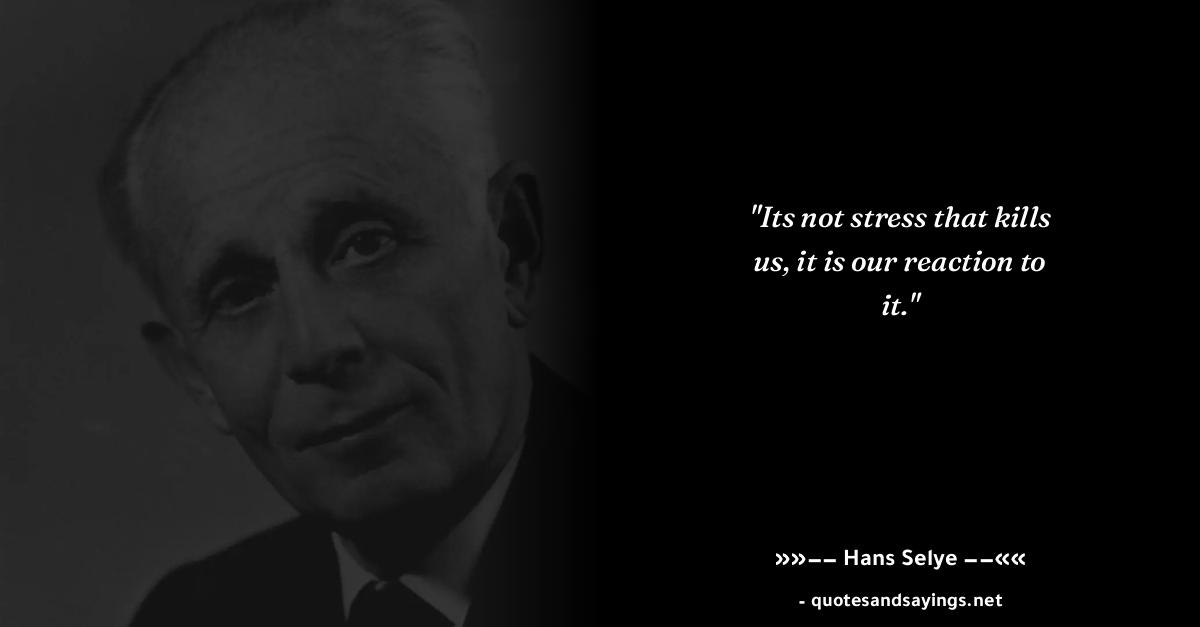 "Its not stress that kills
us, it is our reaction to
it."
»»−− Hans Selye −−««
- quotesandsayings.net